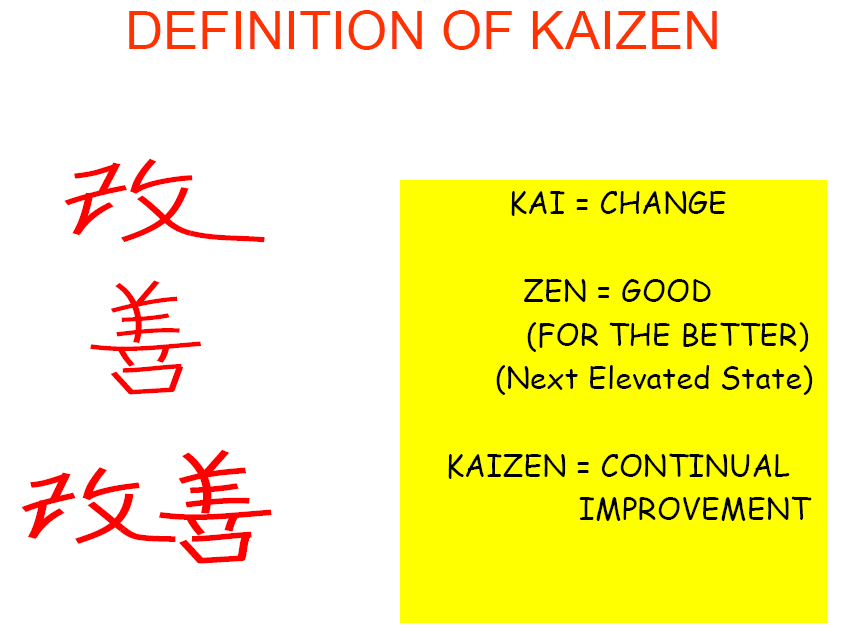 DEFINITION OF KAIZEN
改
KAI = CHANGE
善
ZEN = GOOD
(FOR THE BETTER)
(Next Elevated State)
改善
KAIZEN = CONTINUAL
IMPROVEMENT